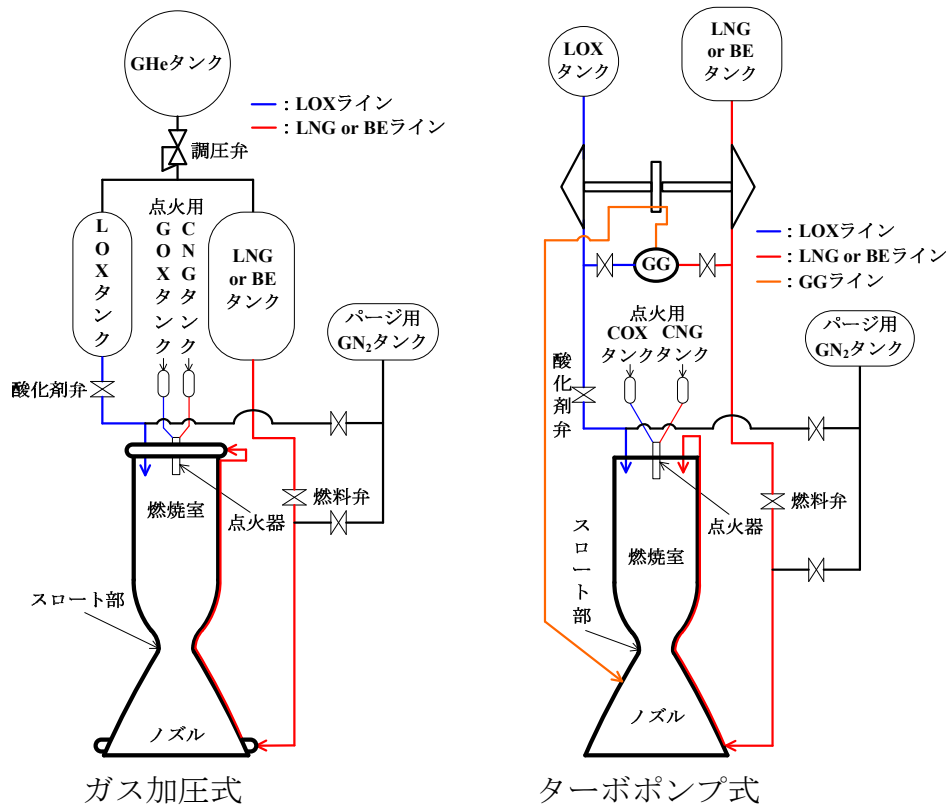 GHeタンク
━ : LOXライン
━ : LNG or BEライン
調圧弁
LOXタンク
点火用
GOXタンク
CNGタンク
LNG
or BE
タンク
パージ用
GN₂タンク
酸化剤弁
燃焼室
点火器
燃料弁
スロート部
ノズル
ガス加圧式
LOX
タンク
LNG
or BE
タンク
GG
━ : LOXライン
━ : LNG or BEライン
━ : GGライン
点火用
COX
タンク
CNG
タンク
パージ用
GN₂タンク
酸化剤弁
燃料弁
点火器
燃焼室
スロート部
ノズル
ターボポンプ式